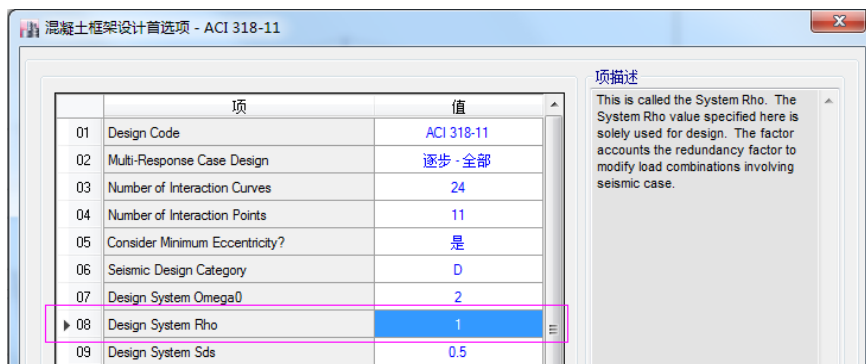 混凝土框架设计首选项 - ACI 318-11
项描述
项 值
01 Design Code ACI 318-11
02 Multi-Response Case Design 逐步 - 全部
03 Number of Interaction Curves 24
04 Number of Interaction Points 11
05 Consider Minimum Eccentricity? 是
06 Seismic Design Category D
07 Design System Omega0 2
08 Design System Rho 1
09 Design System Sds 0.5
This is called the System Rho. The
System Rho value specified here is
solely used for design. The factor
accounts the redundancy factor to
modify load combinations involving
seismic case.